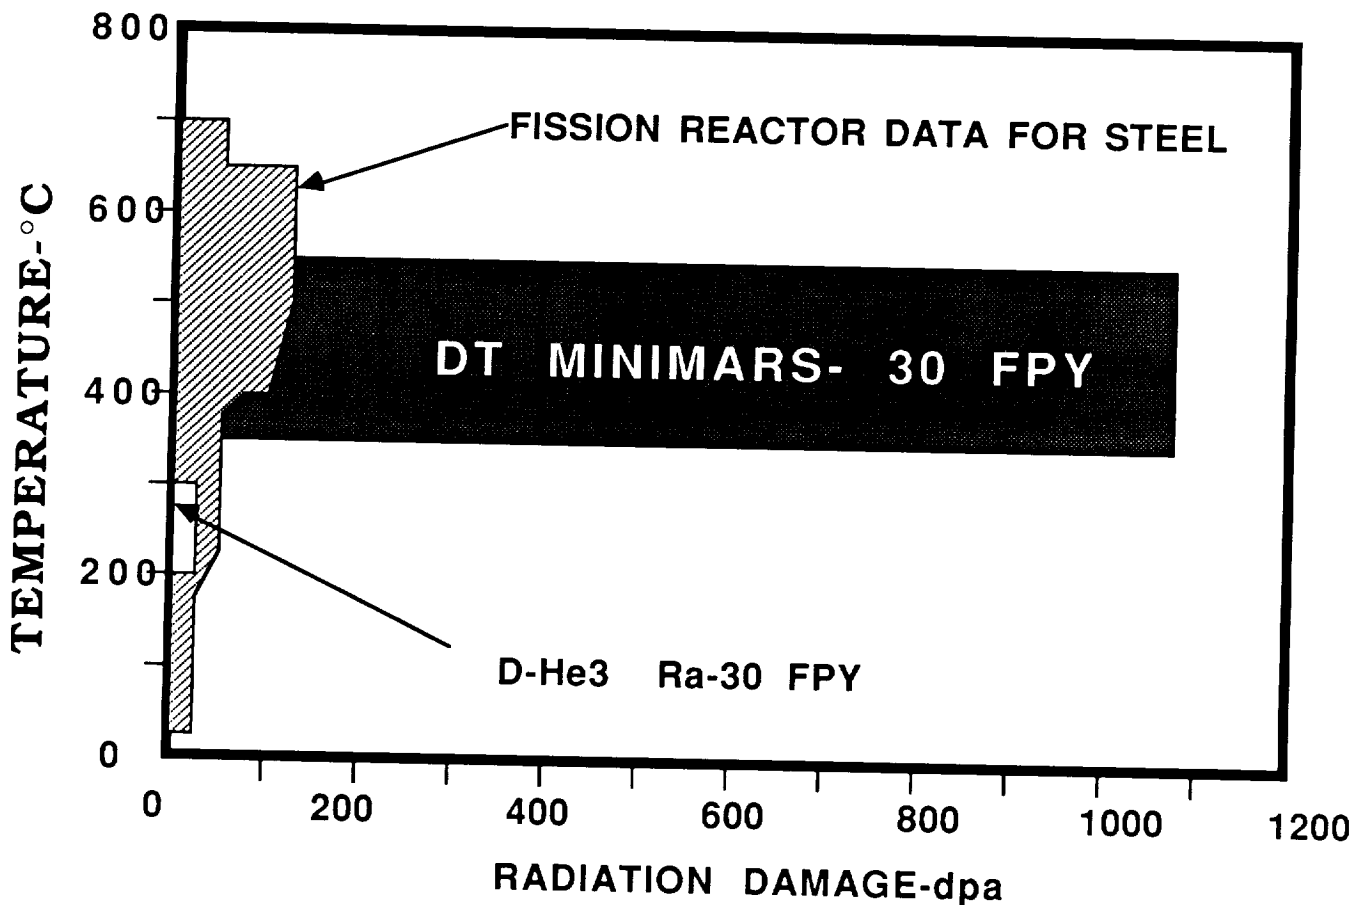 800
FISSION REACTOR DATA FOR STEEL
600
DT MINIMARS- 30 FPY
400
200
D-He3 Ra-30 FPY
0
0 200 400 600 800 1000 1200
RADIATION DAMAGE-dpa
TEMPERATURE-°C